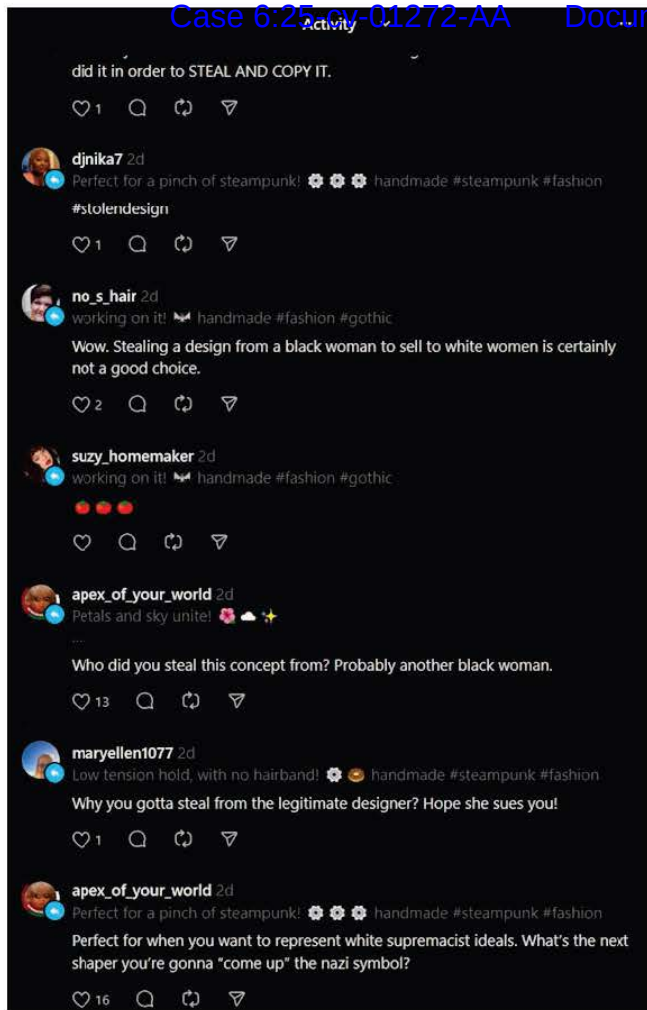 Case 6:25-cv-01272-AA Docu
Activity
did it in order to STEAL AND COPY IT.
1
djnika7 2d
Perfect for a pinch of steampunk! handmade #steampunk #fashion
#stolendesign
1
no_s_hair 2d
working on it! handmade #fashion #gothic
Wow. Stealing a design from a black woman to sell to white women is certainly
not a good choice.
2
suzy_homemaker 2d
working on it! handmade #fashion #gothic
🍅🍅🍅
apex_of_your_world 2d
Petals and sky unite! 🌺☁️✨
...
Who did you steal this concept from? Probably another black woman.
13
maryellen1077 2d
Low tension hold, with no hairband! handmade #steampunk #fashion
Why you gotta steal from the legitimate designer? Hope she sues you!
1
apex_of_your_world 2d
Perfect for a pinch of steampunk! handmade #steampunk #fashion
Perfect for when you want to represent white supremacist ideals. What's the next
shaper you're gonna "come up" the nazi symbol?
16